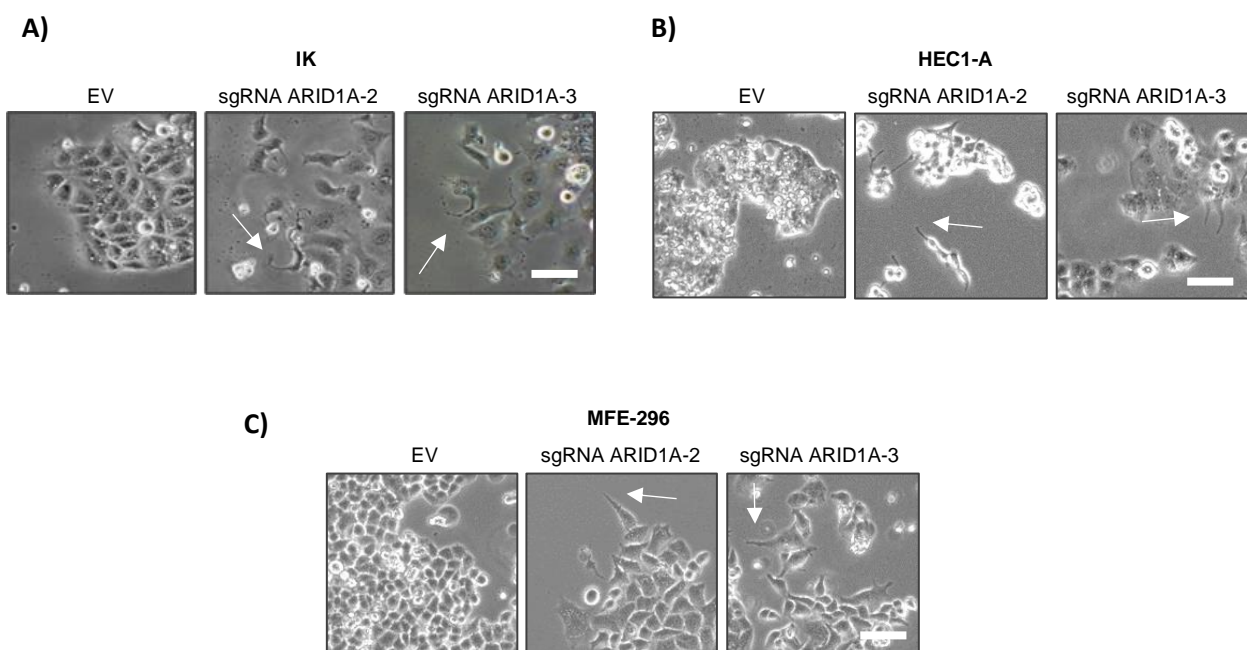 A)
IK
EV sgRNA ARID1A-2 sgRNA ARID1A-3
B)
HEC1-A
EV sgRNA ARID1A-2 sgRNA ARID1A-3
C)
MFE-296
EV sgRNA ARID1A-2 sgRNA ARID1A-3